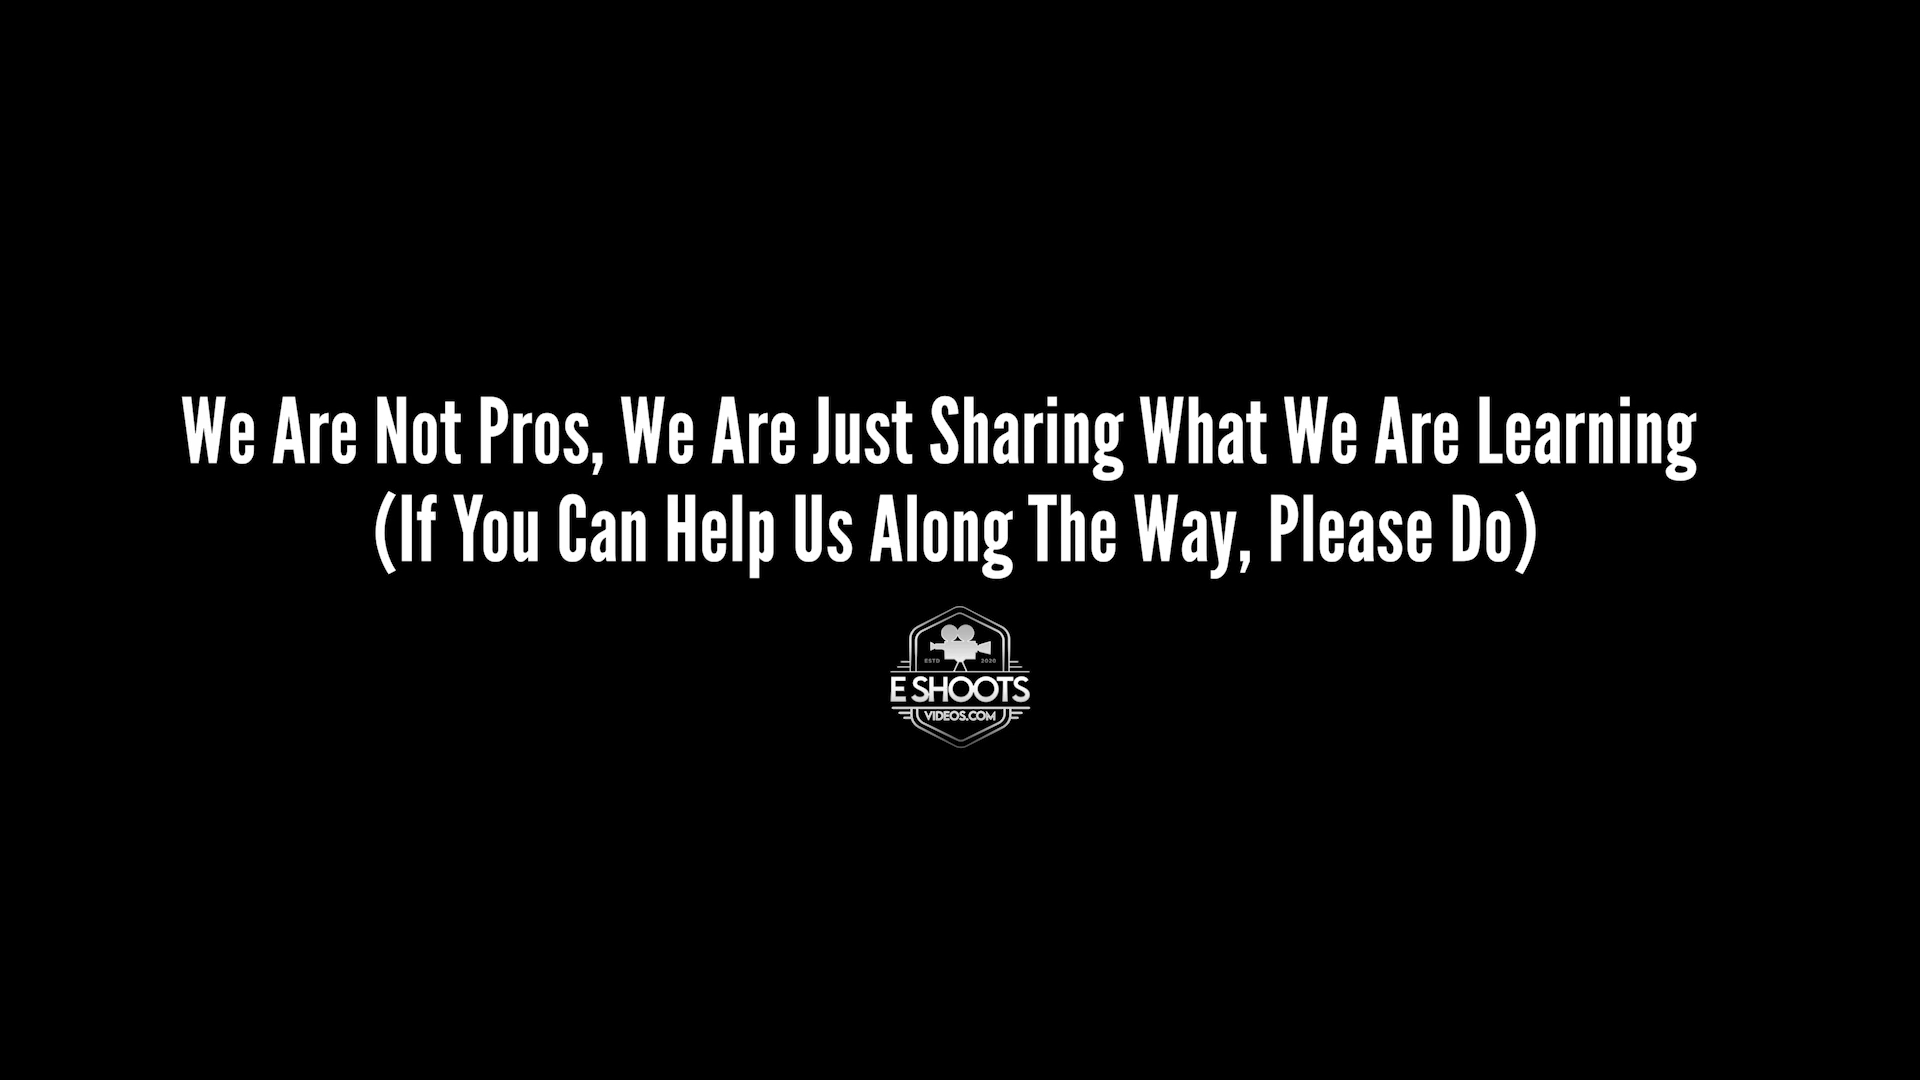 We Are Not Pros, We Are Just Sharing What We Are Learning
(If You Can Help Us Along The Way, Please Do)
ESTD 2020
E SHOOTS
VIDEOS.COM